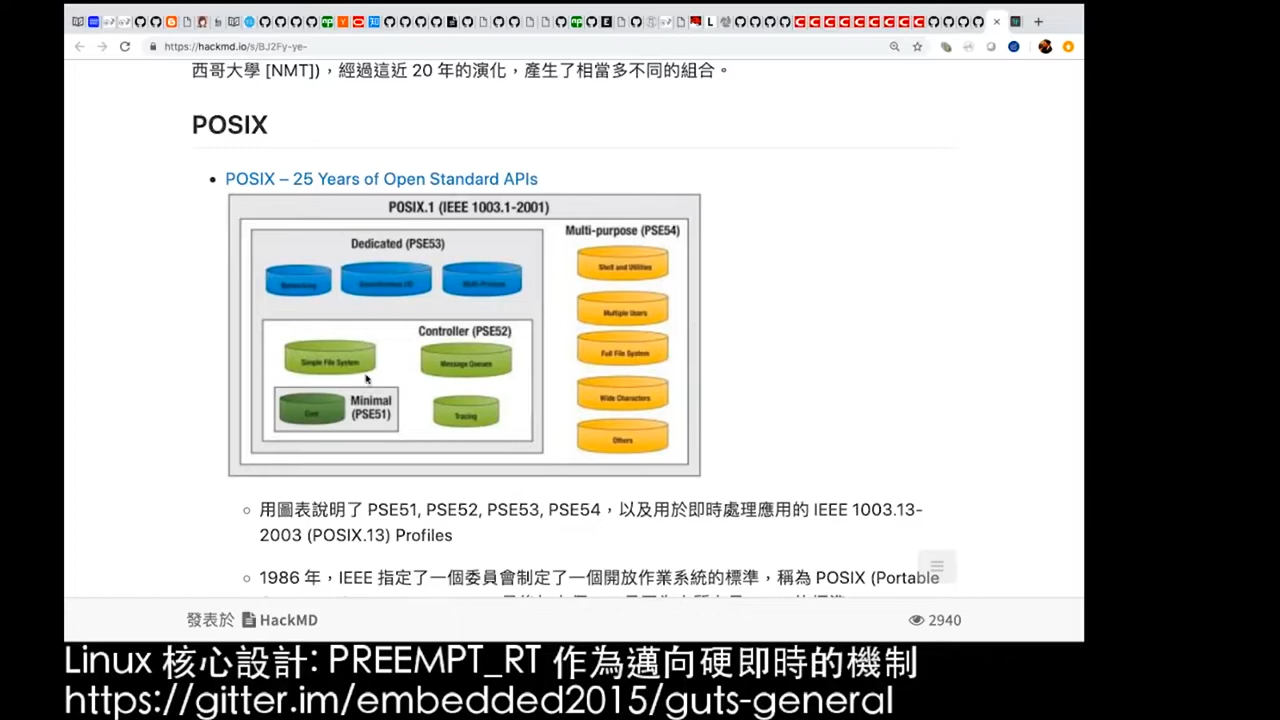 https://hackmd.io/s/BJ2Fy-ye-
西哥大學 [NMT])，經過這近 20 年的演化，產生了相當多不同的組合。
POSIX
POSIX – 25 Years of Open Standard APIs
POSIX.1 (IEEE 1003.1-2001)
Dedicated (PSE53)
Multi-purpose (PSE54)
Shell and Utilities
Networking
Multi-Process
Multiple Users
Controller (PSE52)
Simple File System
Message Queues
Full File System
Minimal
(PSE51)
Core
Tracing
Wide Characters
Others
用圖表說明了 PSE51, PSE52, PSE53, PSE54，以及用於即時處理應用的 IEEE 1003.13-
2003 (POSIX.13) Profiles
1986 年，IEEE 指定了一個委員會制定了一個開放作業系統的標準，稱為 POSIX (Portable
發表於 HackMD
2940
Linux 核心設計: PREEMPT_RT 作為邁向硬即時的機制
https://gitter.im/embedded2015/guts-general